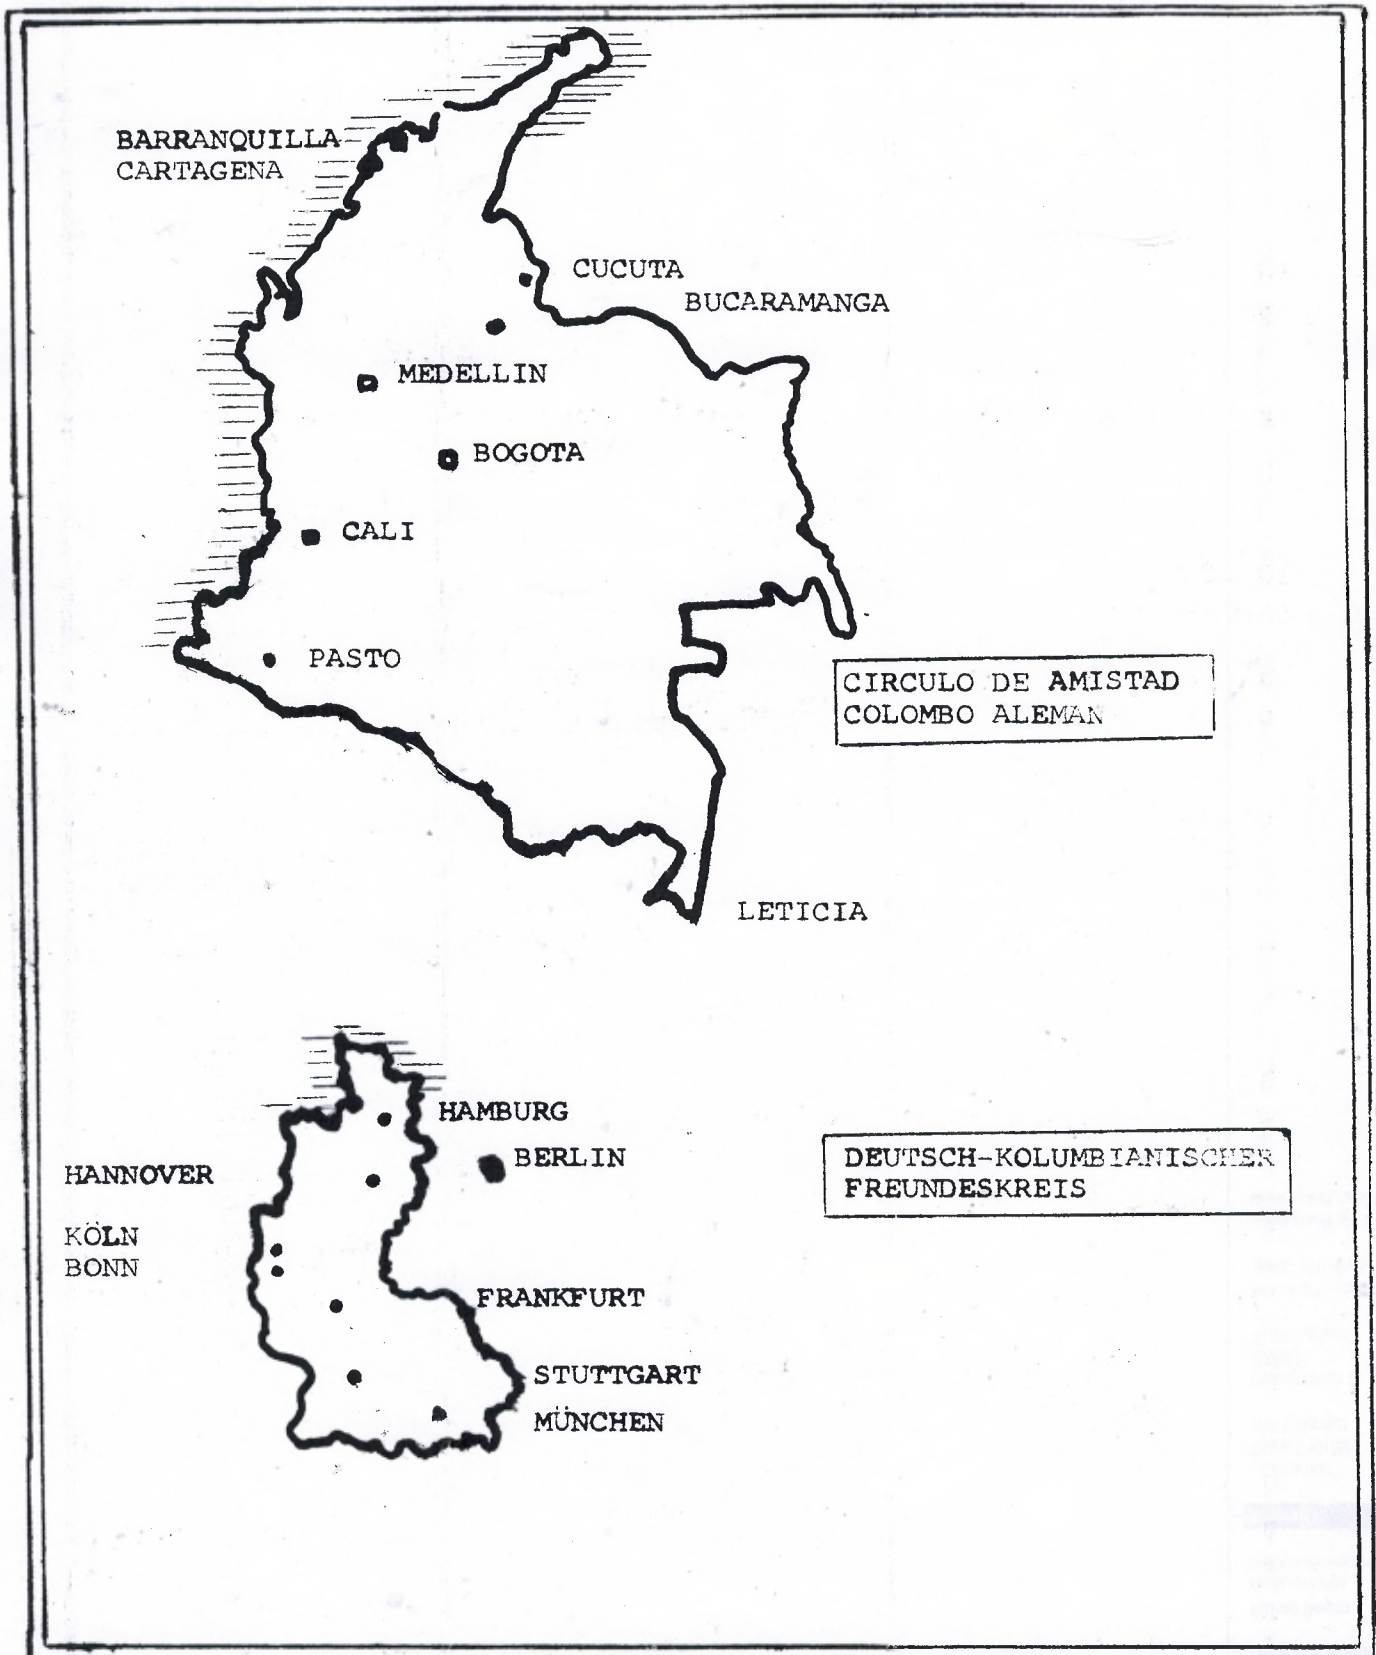 BARRANQUILLA
CARTAGENA
CUCUTA
BUCARAMANGA
MEDELLIN
BOGOTA
CALI
PASTO
CIRCULO DE AMISTAD
COLOMBO ALEMAN
LETICIA
HAMBURG
BERLIN
HANNOVER
DEUTSCH-KOLUMBIANISCHER
FREUNDESKREIS
KÖLN
BONN
FRANKFURT
STUTTGART
MÜNCHEN